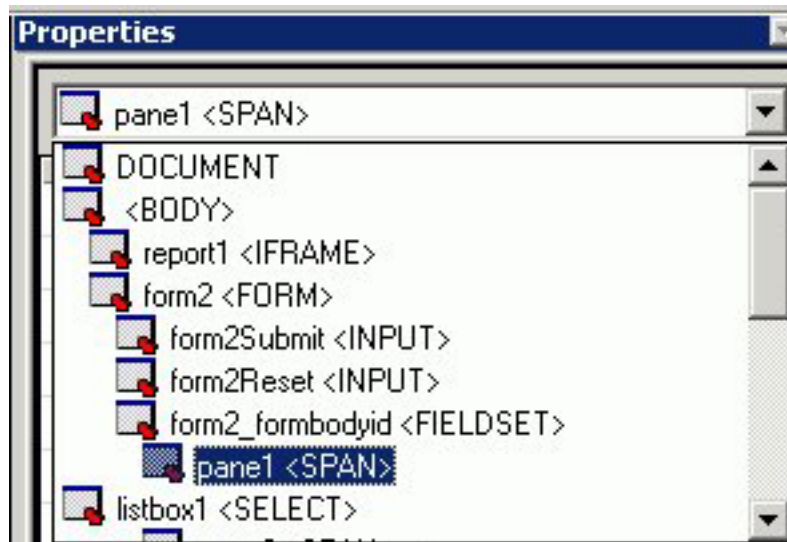 Properties
pane1 <SPAN>
DOCUMENT
<BODY>
report1 <IFRAME>
form2 <FORM>
form2Submit <INPUT>
form2Reset <INPUT>
form2_formbodyid <FIELDSET>
pane1 <SPAN>
listbox1 <SELECT>